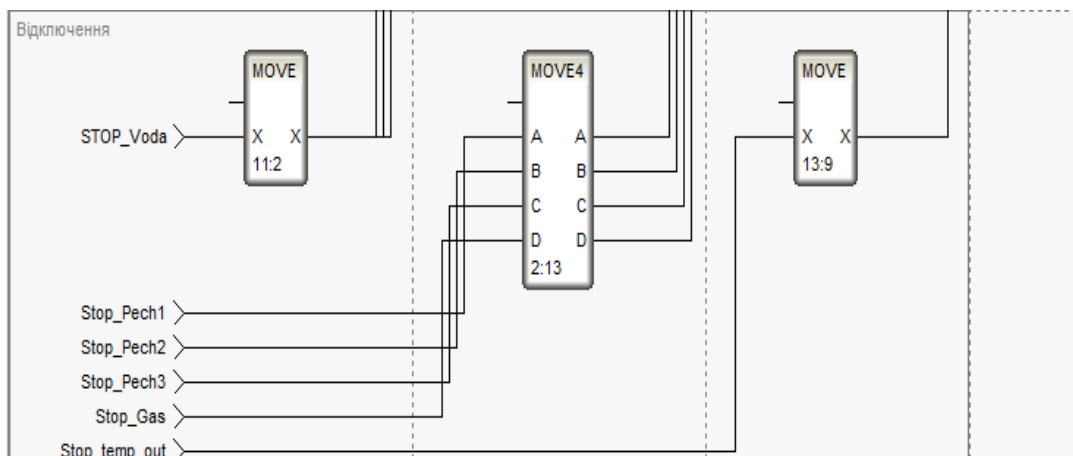 Відключення
MOVE
MOVE4
MOVE
STOP_Voda
X X
A A
X X
11:2
B B
13:9
C C
D D
2:13
Stop_Pech1
Stop_Pech2
Stop_Pech3
Stop_Gas
Stop_temp_out